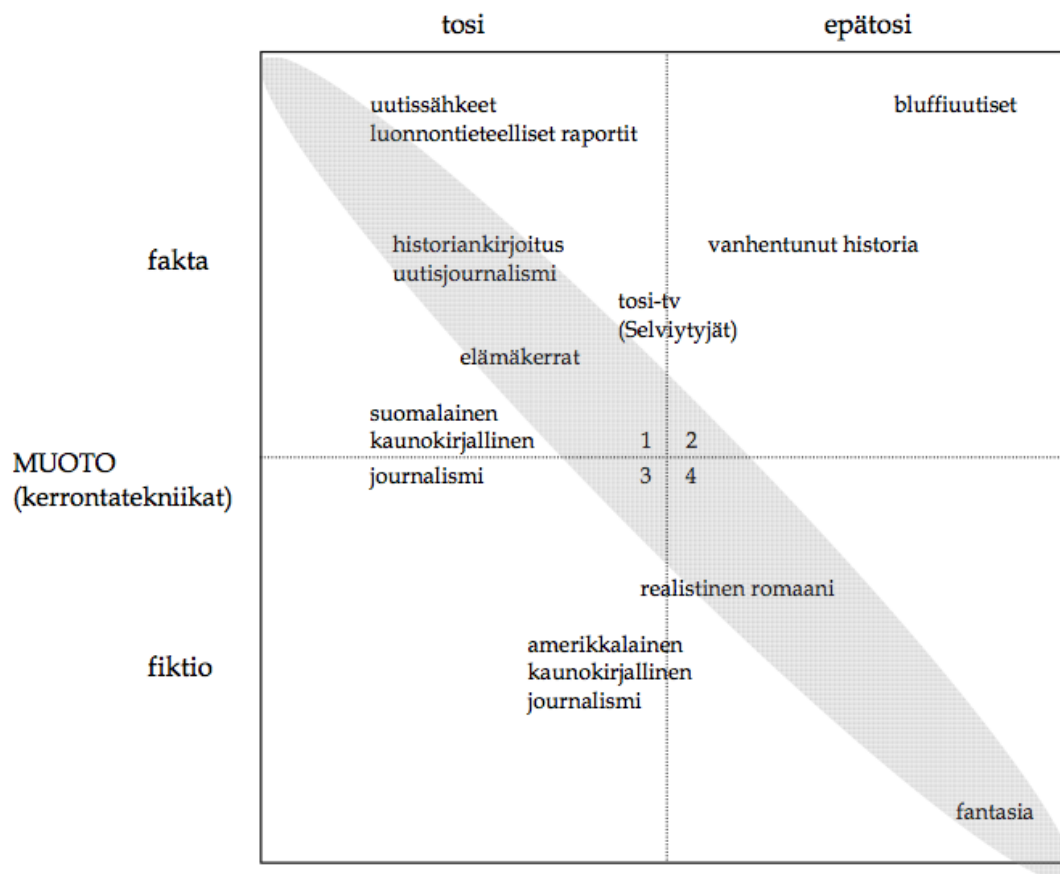 tosi
epätosi
uutissähkeet
luonnontieteelliset raportit
bluffiuutiset
fakta
historiankirjoitus
uutisjournalismi
vanhentunut historia
tosi-tv
(Selviytyjät)
elämäkerrat
suomalainen
kaunokirjallinen
1 2
MUOTO
(kerrontatekniikat)
journalismi
3 4
realistinen romaani
fiktio
amerikkalainen
kaunokirjallinen
journalismi
fantasia